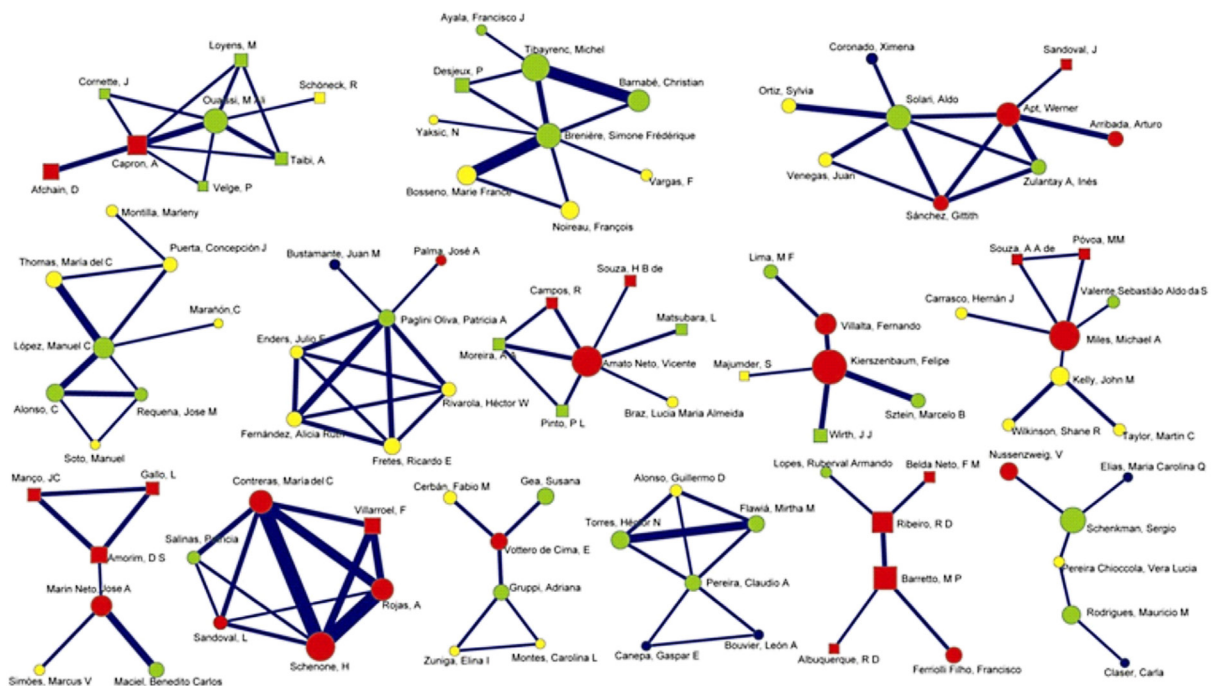 Loyens, M
Cornette, J
Schöneck, R
Capron, A
Taibi, A
Afchain, D
Velge, P
Ayala, Francisco J
Tibayrenc, Michel
Desjeux, P
Barnabé, Christian
Yaksic, N
Brenière, Simone Frédérique
Bosseno, Marie France
Vargas, F
Noireau, François
Coronado, Ximena
Sandoval, J
Ortiz, Sylvia
Solari, Aldo
Apt, Werner
Arribada, Arturo
Venegas, Juan
Zulantay A, Inés
Sánchez, Gittith
Montilla, Marleny
Puerta, Concepción J
Thomas, María del C
Marañón,C
López, Manuel C
Alonso, C
Requena, Jose M
Soto, Manuel
Bustamante, Juan M
Palma, José A
Paglini Oliva, Patricia A
Enders, Julio E
Rivarola, Héctor W
Fernández, Alicia Ruth
Fretes, Ricardo E
Souza, H B de
Campos, R
Matsubara, L
Moreira, A A
Amato Neto, Vicente
Pinto, P L
Braz, Lucia Maria Almeida
Lima, M F
Villalta, Fernando
Kierszenbaum, Felipe
Majumder, S
Sztein, Marcelo B
Wirth, J J
Souza, A A de
Póvoa, MM
Valente Sebastião Aldo da S
Carrasco, Hernán J
Miles, Michael A
Kelly, John M
Wilkinson, Shane R
Taylor, Martin C
Manço, JC
Gallo, L
Amorim, D S
Marin Neto, Jose A
Simões, Marcus V
Maciel, Benedito Carlos
Contreras, María del C
Villarroel, F
Salinas, Patricia
Rojas, A
Sandoval, L
Schenone, H
Cerbán, Fabio M
Gea, Susana
Vottero de Cima, E
Gruppi, Adriana
Zuniga, Elina I
Montes, Carolina L
Alonso, Guillermo D
Flawiá, Mirtha M
Torres, Héctor N
Pereira, Claudio A
Bouvier, León A
Canepa, Gaspar E
Lopes, Ruberval Armando
Belda Neto, F M
Ribeiro, R D
Barretto, M P
Albuquerque, R D
Ferriolli Filho, Francisco
Nussenzweig, V
Elias, Maria Carolina Q
Schenkman, Sergio
Pereira Chioccola, Vera Lucia
Rodrigues, Mauricio M
Claser, Carla